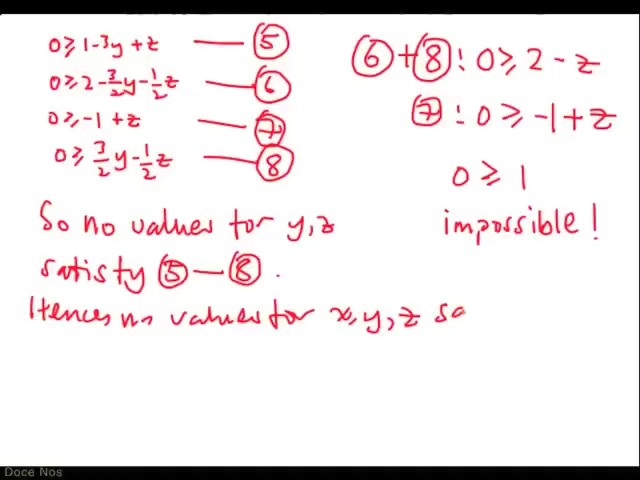 0 ≥ 1 - 3y + z —— ⑤
0 ≥ 2 - 3/2 y - 1/2 z —— ⑥
0 ≥ -1 + z —— ⑦
0 ≥ 3/2 y - 1/2 z —— ⑧
So no values for y, z
satisfy ⑤ — ⑧ .
Hences no values for x, y, z sa
⑥ + ⑧ : 0 ≥ 2 - z
⑦ : 0 ≥ -1 + z
0 ≥ 1
impossible!
Doce Nos